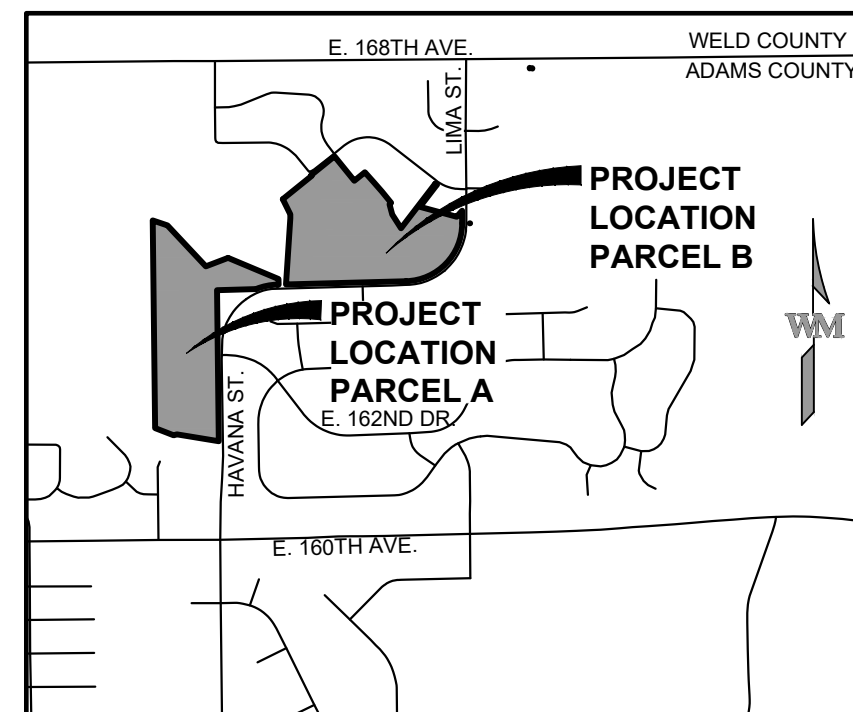 E. 168TH AVE.
WELD COUNTY
ADAMS COUNTY
LIMA ST.
PROJECT
LOCATION
PARCEL B
WM
PROJECT
LOCATION
PARCEL A
HAVANA ST.
E. 162ND DR.
E. 160TH AVE.